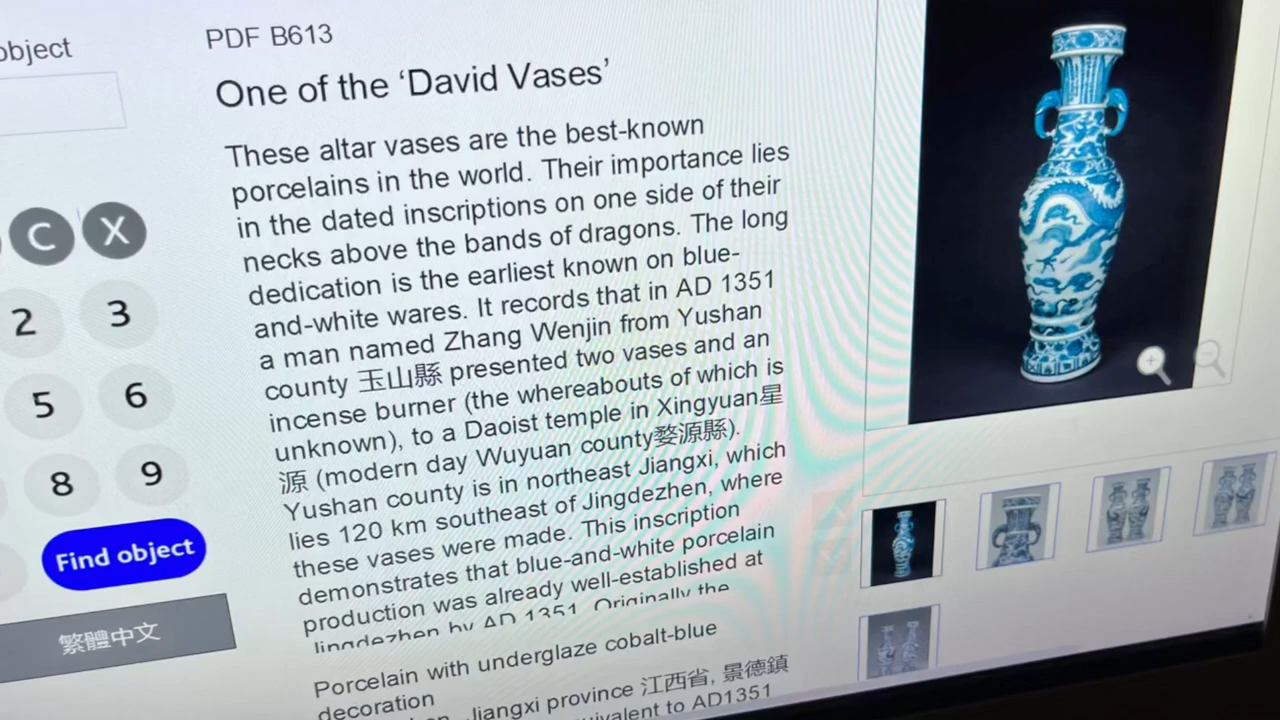 object
C X
2 3
5 6
8 9
Find object
繁體中文
PDF B613
One of the ‘David Vases’
These altar vases are the best-known
porcelains in the world. Their importance lies
in the dated inscriptions on one side of their
necks above the bands of dragons. The long
dedication is the earliest known on blue-
and-white wares. It records that in AD 1351
a man named Zhang Wenjin from Yushan
county 玉山縣 presented two vases and an
incense burner (the whereabouts of which is
unknown), to a Daoist temple in Xingyuan星
源 (modern day Wuyuan county婺源縣).
Yushan county is in northeast Jiangxi, which
lies 120 km southeast of Jingdezhen, where
these vases were made. This inscription
demonstrates that blue-and-white porcelain
production was already well-established at
Jingdezhen by AD 1351. Originally the
Porcelain with underglaze cobalt-blue
decoration
Jiangxi province 江西省, 景德鎮
to AD1351